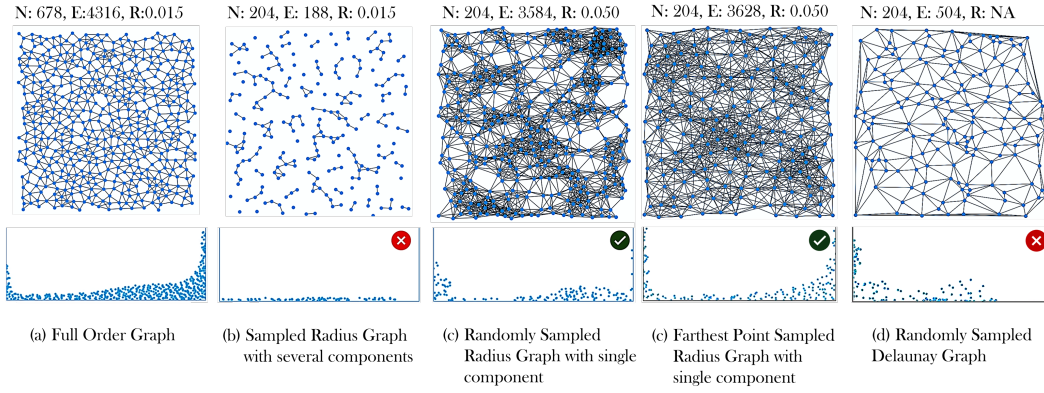 N: 678, E:4316, R:0.015
N: 204, E: 188, R: 0.015
N: 204, E: 3584, R: 0.050
N: 204, E: 3628, R: 0.050
N: 204, E: 504, R: NA
(a) Full Order Graph
(b) Sampled Radius Graph
with several components
(c) Randomly Sampled
Radius Graph with single
component
(c) Farthest Point Sampled
Radius Graph with
single component
(d) Randomly Sampled
Delaunay Graph